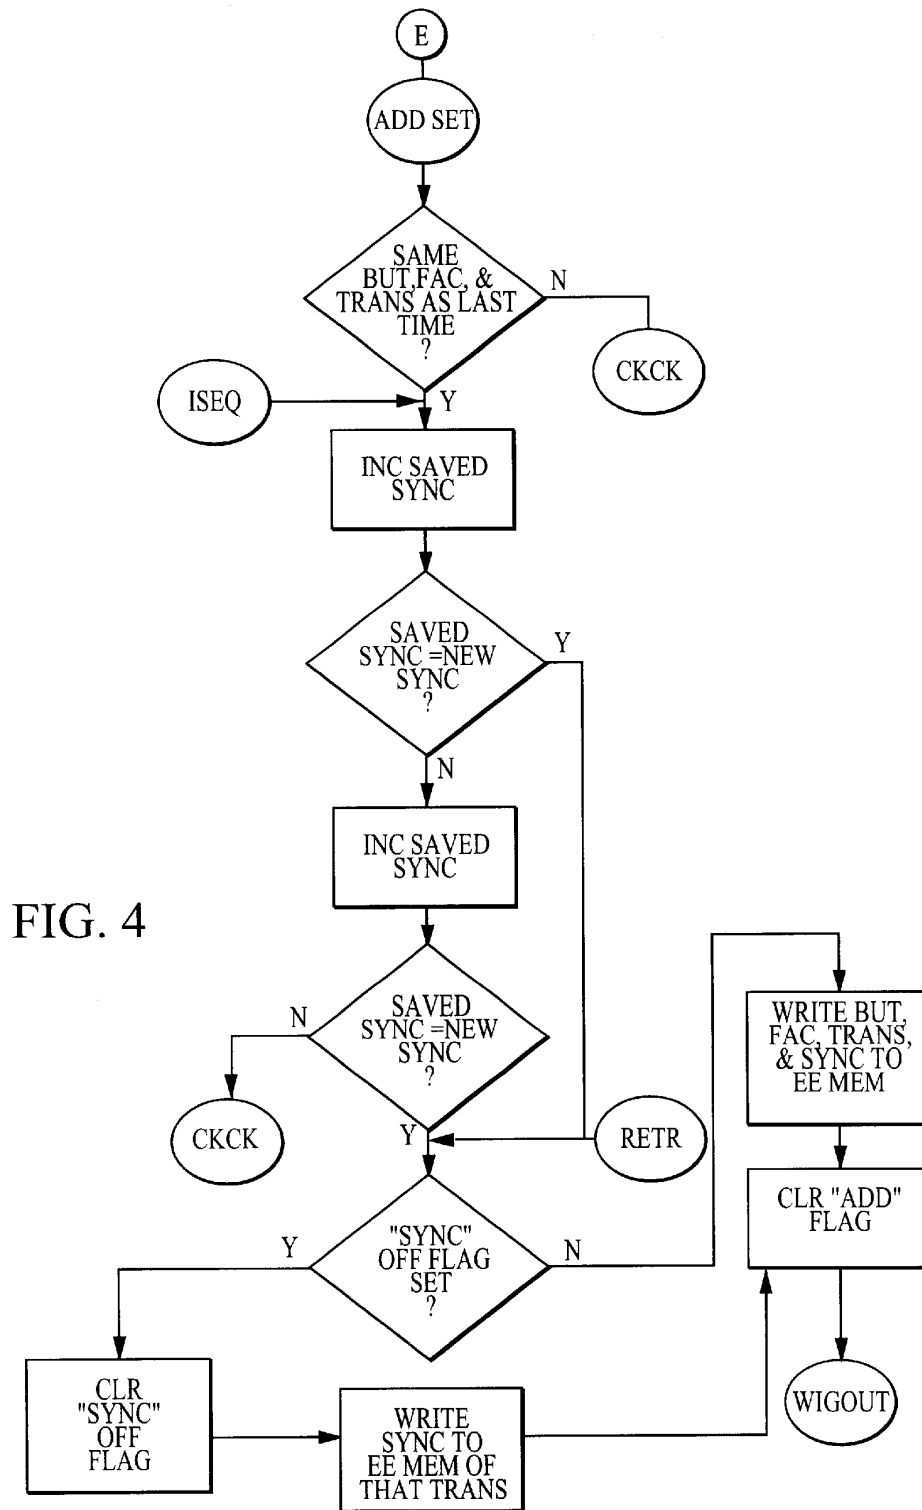 E
ADD SET
SAME
BUT,FAC, &
TRANS AS LAST
TIME
?
N
CKCK
ISEQ
Y
INC SAVED
SYNC
SAVED
SYNC =NEW
SYNC
?
Y
N
INC SAVED
SYNC
FIG. 4
SAVED
SYNC =NEW
SYNC
?
N
CKCK
Y
RETR
WRITE BUT,
FAC, TRANS,
& SYNC TO
EE MEM
CLR "ADD"
FLAG
"SYNC"
OFF FLAG
SET
?
Y
N
CLR
"SYNC"
OFF
FLAG
WRITE
SYNC TO
EE MEM OF
THAT TRANS
WIGOUT